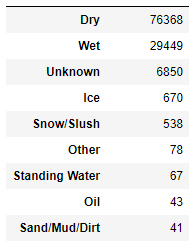 Dry 76368
Wet 29449
Unknown 6850
Ice 670
Snow/Slush 538
Other 78
Standing Water 67
Oil 43
Sand/Mud/Dirt 41